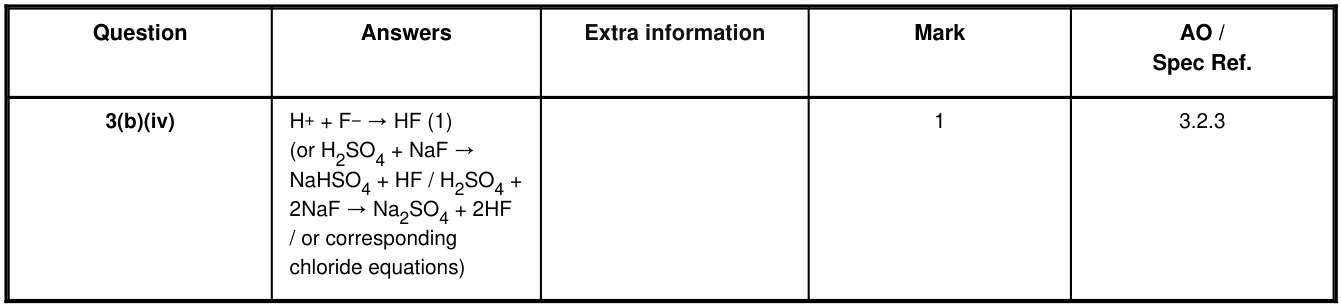 Question Answers Extra information Mark AO /
Spec Ref.
3(b)(iv) H+ + F– → HF (1) 1 3.2.3
(or H₂SO₄ + NaF →
NaHSO₄ + HF / H₂SO₄ +
2NaF → Na₂SO₄ + 2HF
/ or corresponding
chloride equations)